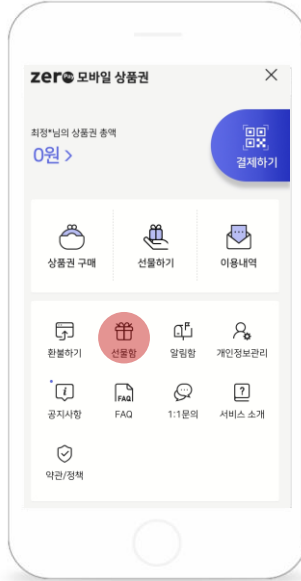 zero Pay 모바일 상품권
최정*님의 상품권 총액
0원 >
결제하기
상품권 구매
선물하기
이용내역
환불하기
선물함
알림함
개인정보관리
공지사항
FAQ
1:1문의
서비스 소개
약관/정책